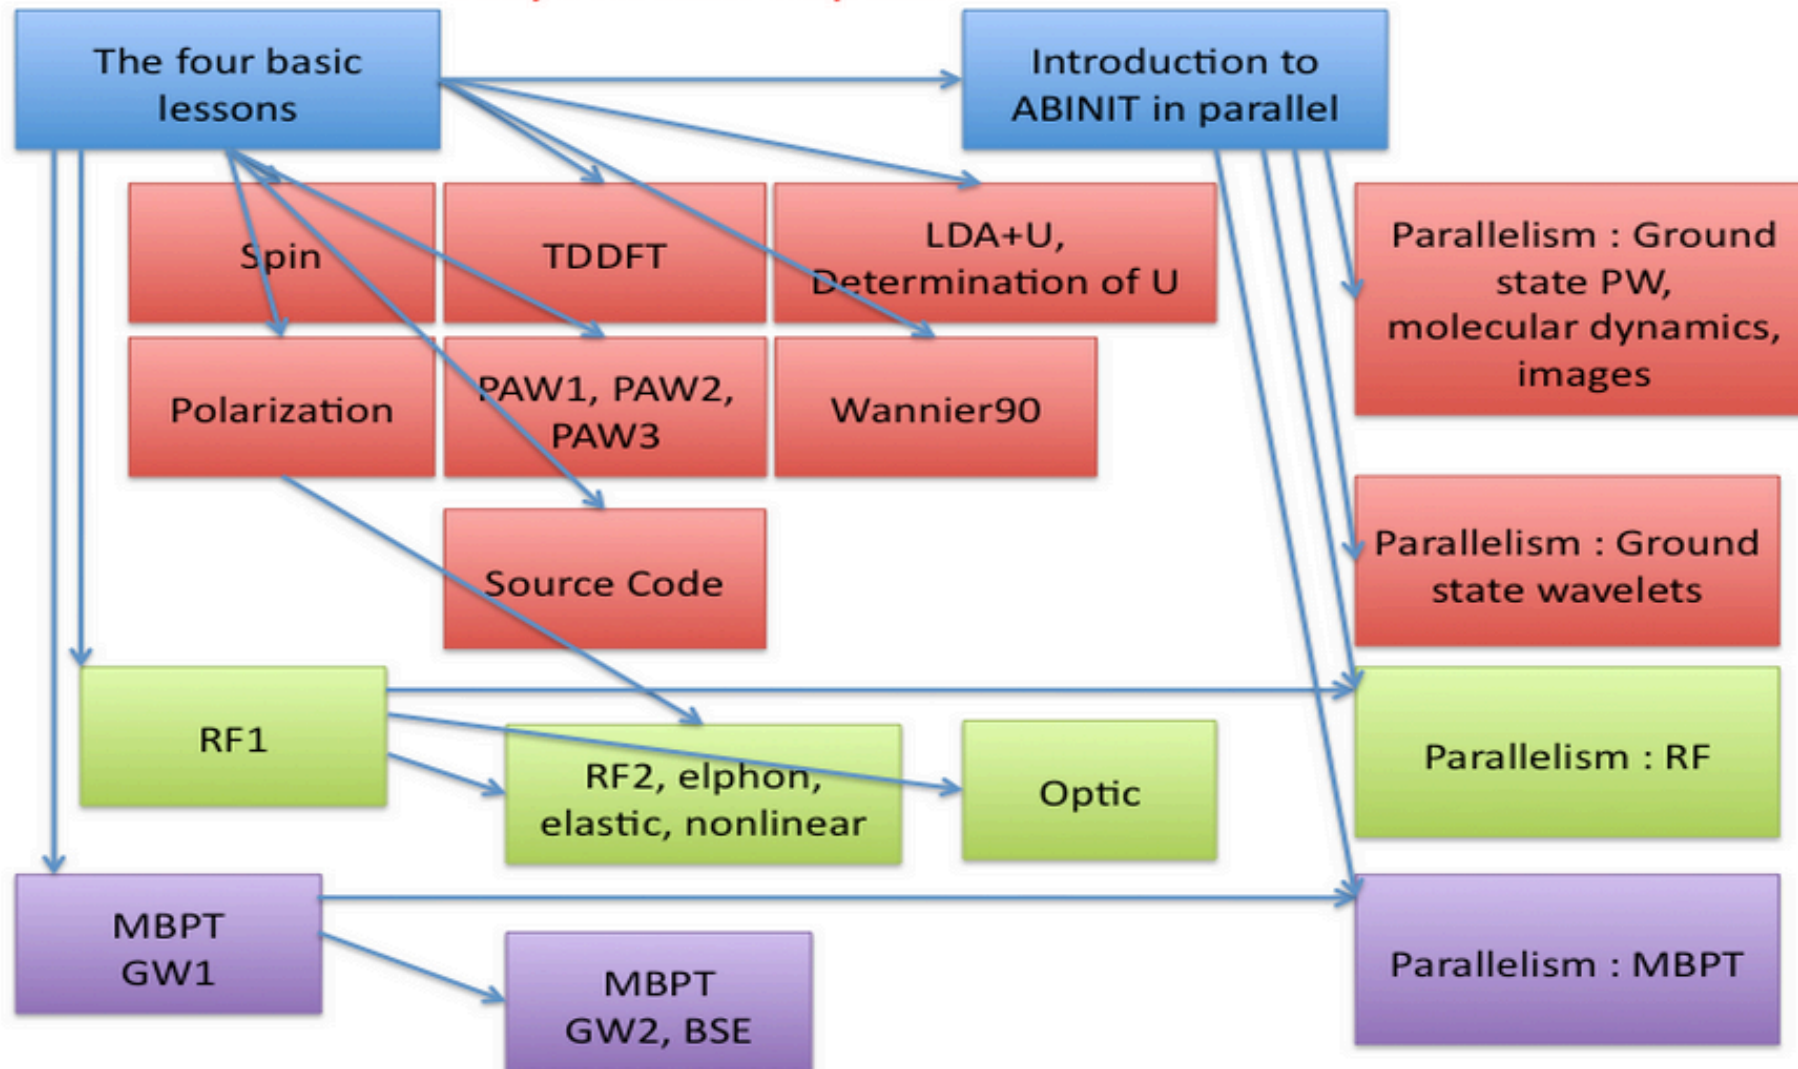 The four basic
lessons
Introduction to
ABINIT in parallel
Spin
TDDFT
LDA+U,
Determination of U
Parallelism : Ground
state PW,
molecular dynamics,
images
Polarization
PAW1, PAW2,
PAW3
Wannier90
Parallelism : Ground
state wavelets
Source Code
RF1
RF2, elphon,
elastic, nonlinear
Optic
Parallelism : RF
MBPT
GW1
MBPT
GW2, BSE
Parallelism : MBPT